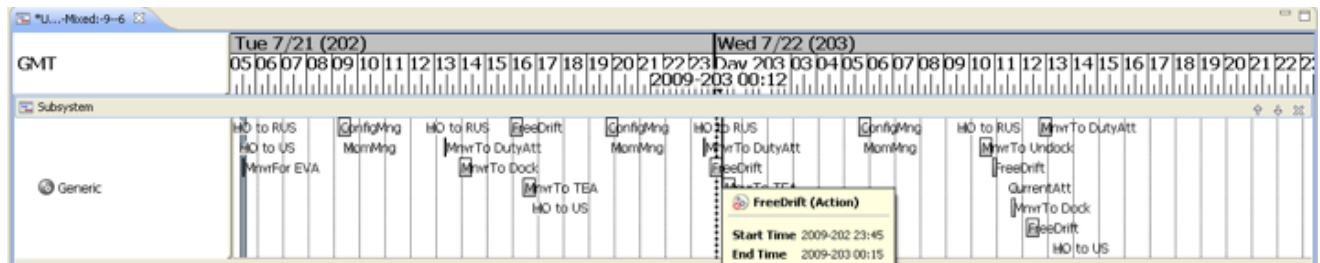 *U...-Mixed:-9--6
Tue 7/21 (202) Wed 7/22 (203)
GMT 05 06 07 08 09 10 11 12 13 14 15 16 17 18 19 20 21 22 23 Day 203 03 04 05 06 07 08 09 10 11 12 13 14 15 16 17 18 19 20 21 22
2009-203 00:12
Subsystem
HO to RUS ConfigMng HO to RUS FreeDrift ConfigMng HO to RUS ConfigMng HO to RUS MnvrTo DutyAtt
HO to US MomMng MnvrTo DutyAtt MomMng MnvrTo DutyAtt MomMng MnvrTo Undock
MnvrFor EVA MnvrTo Dock FreeDrift FreeDrift
Generic MnvrTo TEA MnvrTo TEA CurrentAtt
HO to US MnvrTo Dock
FreeDrift (Action) FreeDrift
Start Time 2009-202 23:45 HO to US
End Time 2009-203 00:15